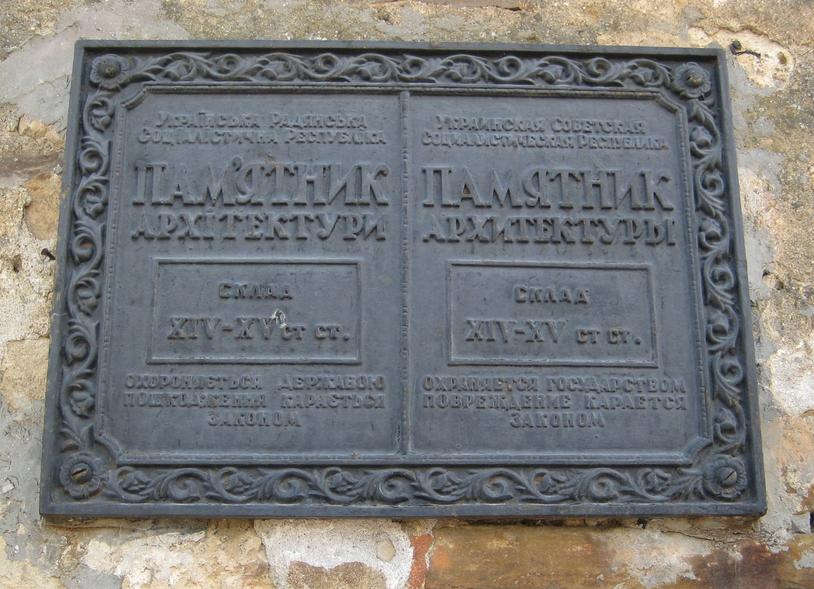 УКРАЇНСЬКА РАДЯНСЬКА
СОЦІАЛІСТИЧНА РЕСПУБЛІКА
ПАМ'ЯТНИК
АРХІТЕКТУРИ
СКЛАД
XIV-XV СТ СТ.
ОХОРОНЯЄТЬСЯ ДЕРЖАВОЮ
ПОШКОДЖЕННЯ КАРАЄТЬСЯ
ЗАКОНОМ
УКРАИНСКАЯ СОВЕТСКАЯ
СОЦИАЛИСТИЧЕСКАЯ РЕСПУБЛИКА
ПАМЯТНИК
АРХИТЕКТУРЫ
СКЛАД
XIV-XV СТ СТ.
ОХРАНЯЕТСЯ ГОСУДАРСТВОМ
ПОВРЕЖДЕНИЕ КАРАЕТСЯ
ЗАКОНОМ